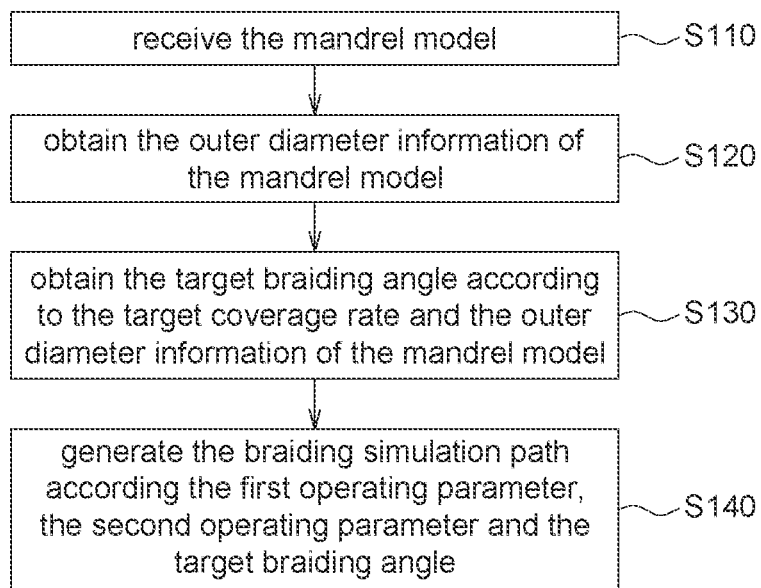 receive the mandrel model
S110
obtain the outer diameter information of
the mandrel model
S120
obtain the target braiding angle according
to the target coverage rate and the outer
diameter information of the mandrel model
S130
generate the braiding simulation path
according the first operating parameter,
the second operating parameter and the
target braiding angle
S140